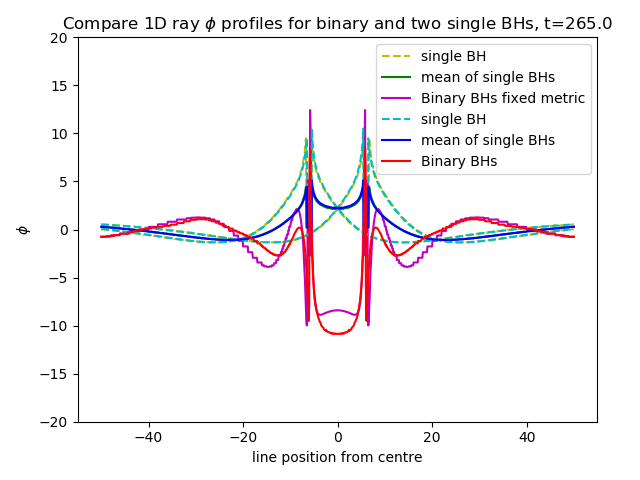 Compare 1D ray ϕ profiles for binary and two single BHs, t=265.0
single BH
mean of single BHs
Binary BHs fixed metric
single BH
mean of single BHs
Binary BHs
20
15
10
5
0
−5
−10
−15
−20
ϕ
−40 −20 0 20 40
line position from centre